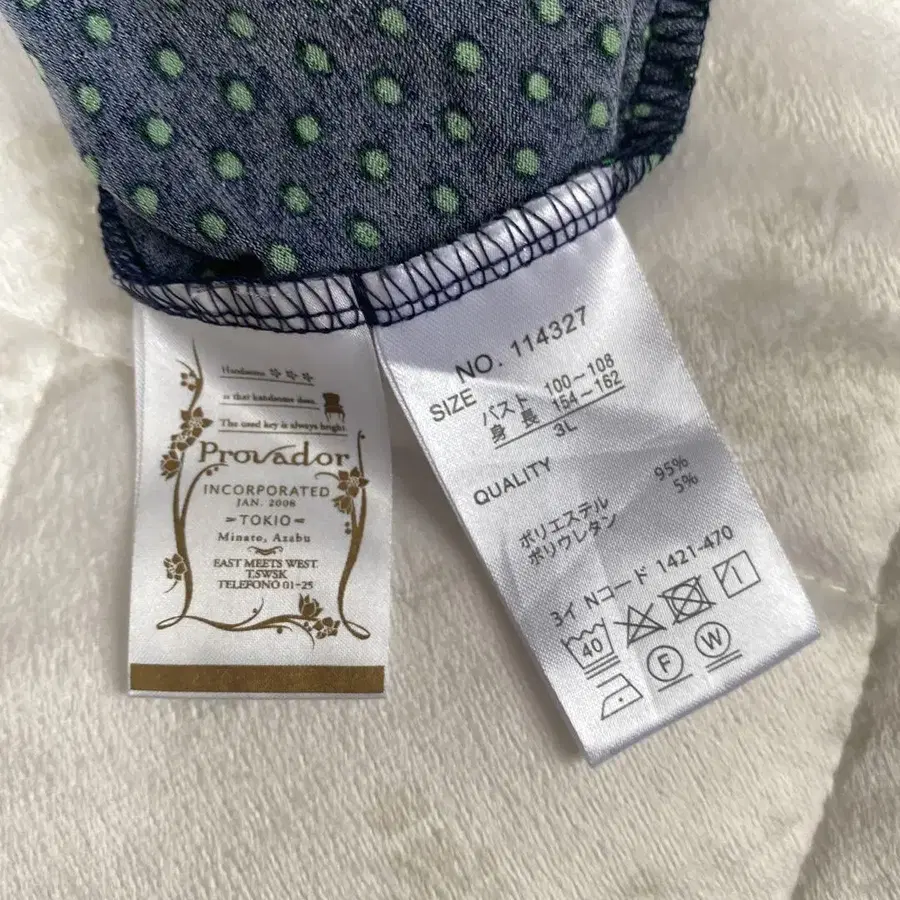 Handsome
is that handsome does.
The used key is always bright.
Provador
INCORPORATED
JAN. 2006
TOKIO
Minato, Azabu
EAST MEETS WEST.
T.SWSK
TELEFONO 01-25
NO. 114327
SIZE
バスト 100～108
身長 154～162
3L
QUALITY
ポリエステル 95%
ポリウレタン 5%
3イ Nコード 1421-470
40
F W